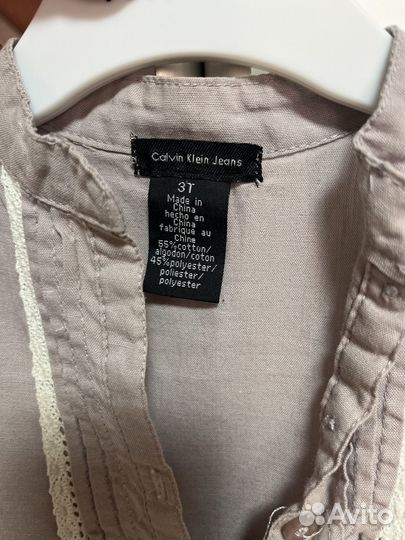 Calvin Klein Jeans
3T
Made in
China
hecho en
China
fabriqué au
Chine
55%cotton/
algodon/coton
45%polyester/
poliester/
polyester
Avito